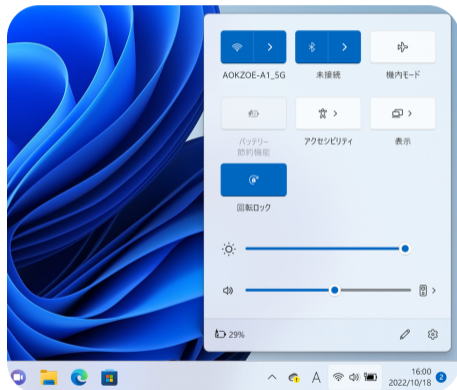 AOKZOE-A1_5G
未接続
機内モード
バッテリー
節約機能
アクセシビリティ
表示
回転ロック
29%
A
16:00
2022/10/18
2